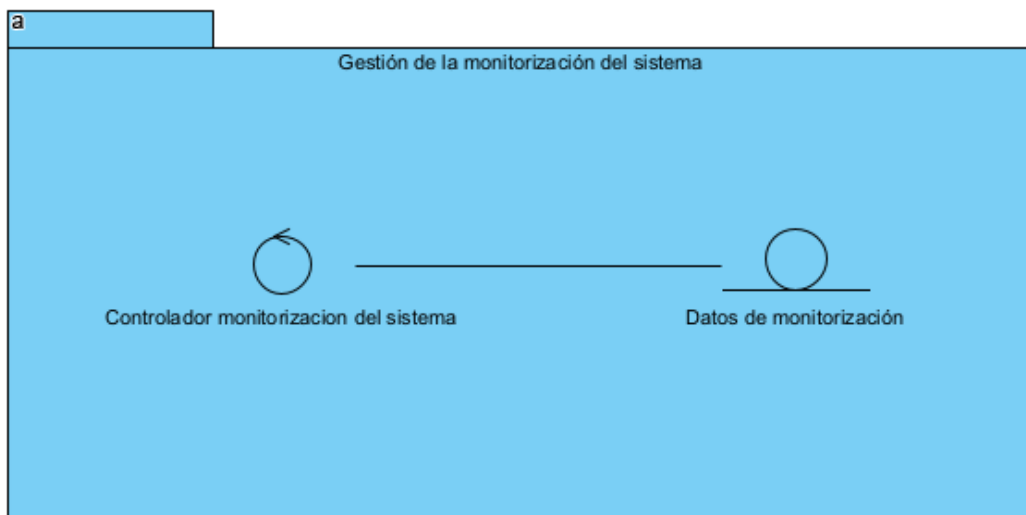 a
Gestión de la monitorización del sistema
Controlador monitorizacion del sistema
Datos de monitorización